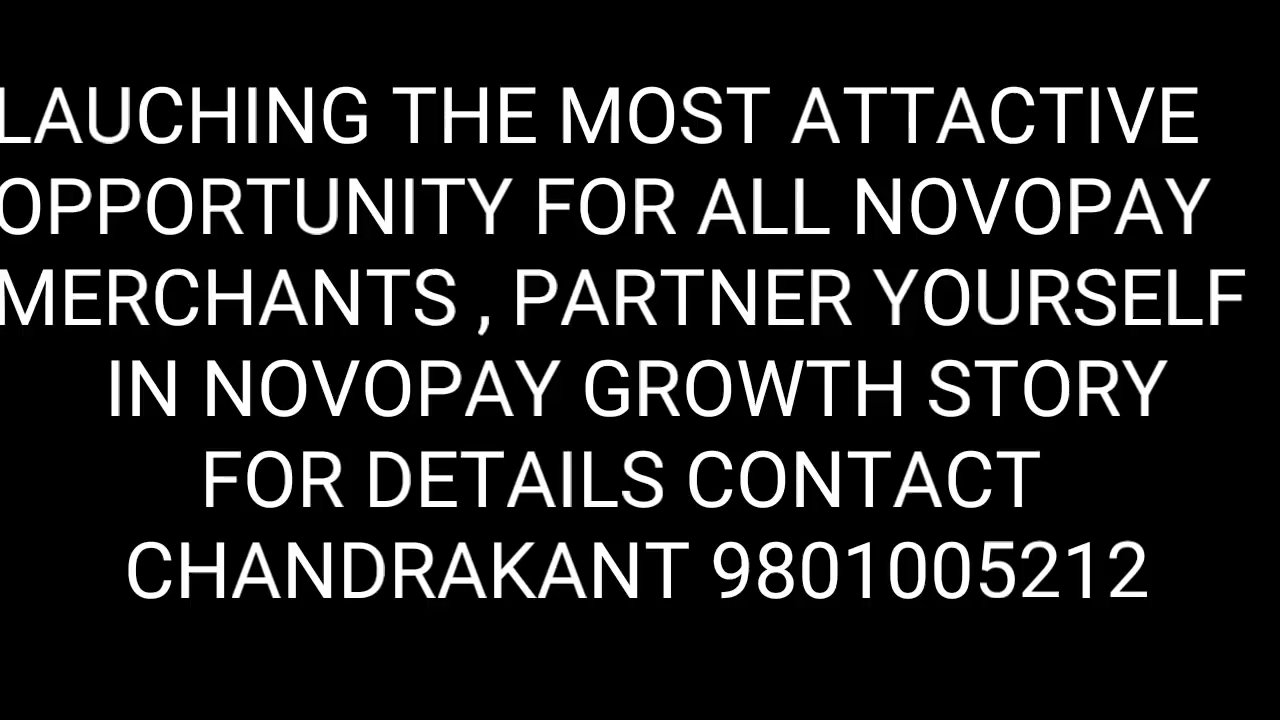 LAUCHING THE MOST ATTACTIVE
OPPORTUNITY FOR ALL NOVOPAY
MERCHANTS , PARTNER YOURSELF
IN NOVOPAY GROWTH STORY
FOR DETAILS CONTACT
CHANDRAKANT 9801005212